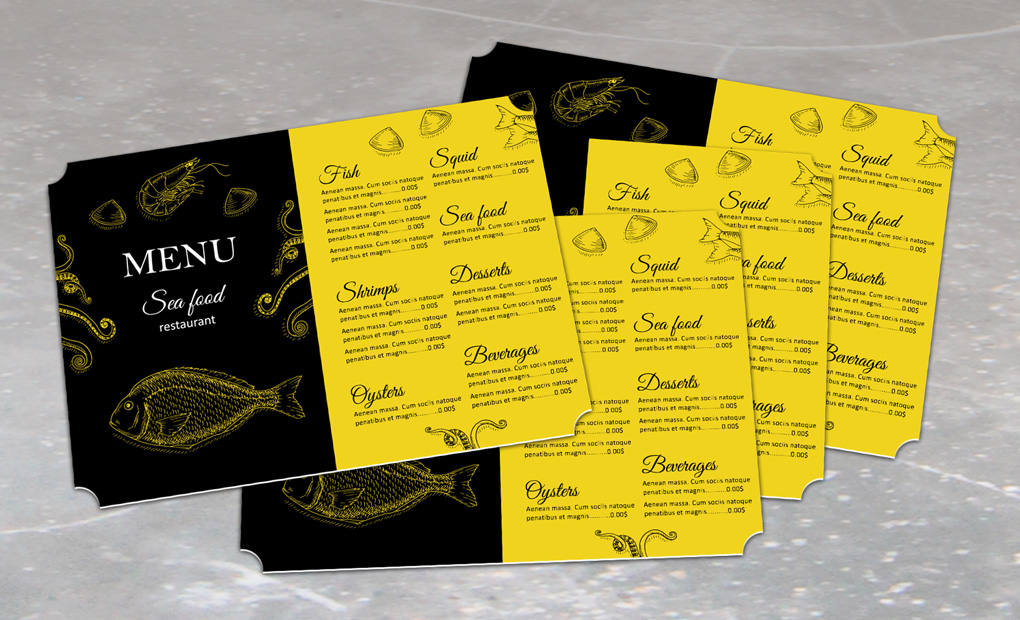 MENU
Sea food
restaurant
Fish
Aenean massa. Cum sociis natoque
penatibus et magnis..........0.00$
Aenean massa. Cum sociis natoque
penatibus et magnis..........0.00$
Aenean massa. Cum sociis natoque
penatibus et magnis..........0.00$
Aenean massa. Cum sociis natoque
penatibus et magnis..........0.00$
Shrimps
Aenean massa. Cum sociis natoque
penatibus et magnis..........0.00$
Aenean massa. Cum sociis natoque
penatibus et magnis..........0.00$
Aenean massa. Cum sociis natoque
penatibus et magnis..........0.00$
Oysters
Aenean massa. Cum sociis natoque
penatibus et magnis..........0.00$
Squid
Aenean massa. Cum sociis natoque
penatibus et magnis..........0.00$
Sea food
Aenean massa. Cum sociis natoque
penatibus et magnis..........0.00$
Desserts
Aenean massa. Cum sociis natoque
penatibus et magnis..........0.00$
Aenean massa. Cum sociis natoque
penatibus et magnis..........0.00$
Beverages
Aenean massa. Cum sociis natoque
penatibus et magnis..........0.00$
Aenean massa. Cum sociis natoque
penatibus et magnis..........0.00$
Oysters
Aenean massa. Cum sociis natoque
penatibus et magnis..........0.00$
Squid
Aenean massa. Cum sociis natoque
penatibus et magnis..........0.00$
Sea food
Aenean massa. Cum sociis natoque
penatibus et magnis..........0.00$
Desserts
Aenean massa. Cum sociis natoque
penatibus et magnis..........0.00$
Aenean massa. Cum sociis natoque
penatibus et magnis..........0.00$
Beverages
Aenean massa. Cum sociis natoque
penatibus et magnis..........0.00$
Aenean massa. Cum sociis natoque
penatibus et magnis..........0.00$
Fish
Squid
food
Fish
Squid
Aenean massa. Cum sociis natoque
penatibus et magnis..........0.00$
Sea food
Desserts
Beverages